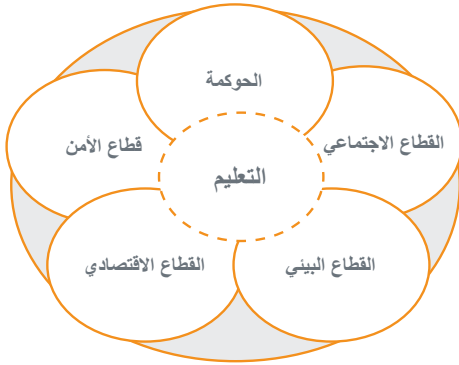 الحوكمة
القطاع الاجتماعي
قطاع الأمن
التعليم
القطاع البيئي
القطاع الاقتصادي